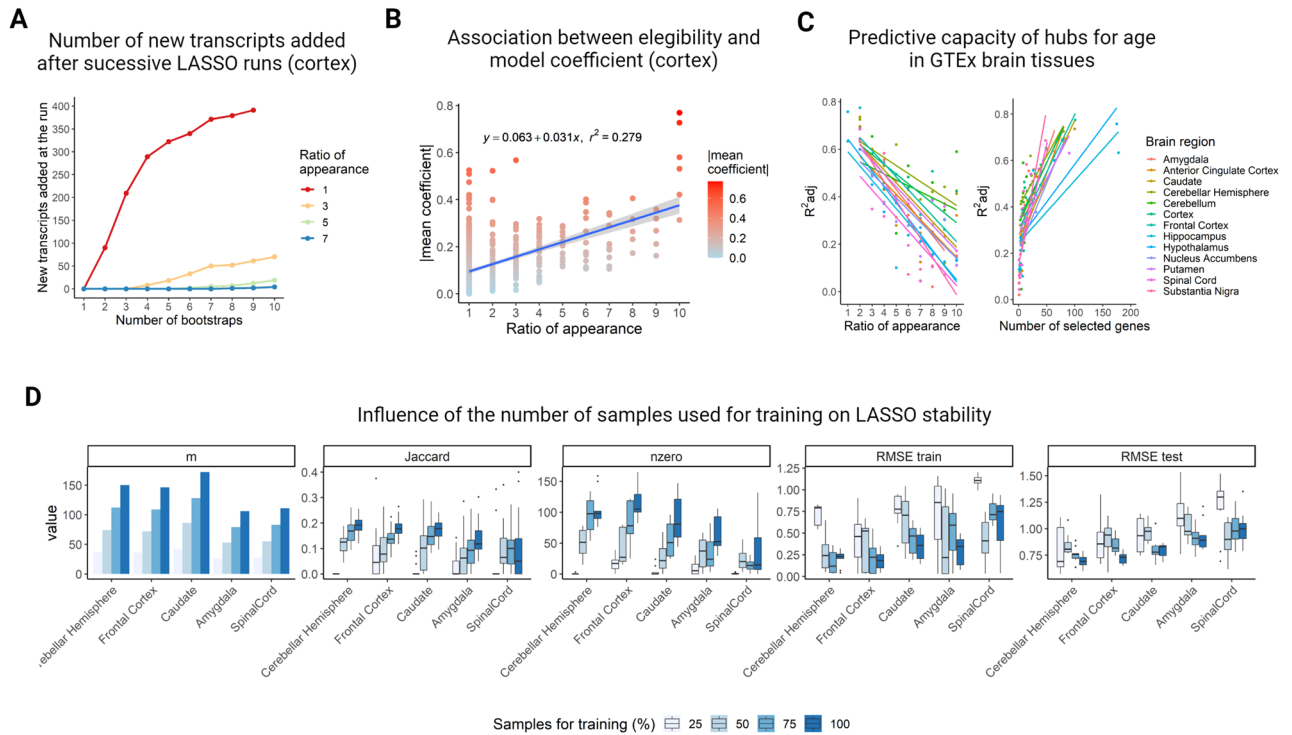 A
Number of new transcripts added
after sucessive LASSO runs (cortex)
New transcripts added at the run
400
350
300
250
200
150
100
50
0
1 2 3 4 5 6 7 8 9 10
Number of bootstraps
Ratio of
appearance
1
3
5
7
B
Association between elegibility and
model coefficient (cortex)
|mean coefficient|
0.8
0.6
0.4
0.2
0.0
y = 0.063 + 0.031x, r² = 0.279
1 2 3 4 5 6 7 8 9 10
Ratio of appearance
|mean
coefficient|
0.6
0.4
0.2
0.0
C
Predictive capacity of hubs for age
in GTEx brain tissues
R²adj
0.8
0.6
0.4
0.2
0.0
1 2 3 4 5 6 7 8 9 10
Ratio of appearance
R²adj
0.8
0.6
0.4
0.2
0.0
0 50 100 150 200
Number of selected genes
Brain region
Amygdala
Anterior Cingulate Cortex
Caudate
Cerebellar Hemisphere
Cerebellum
Cortex
Frontal Cortex
Hippocampus
Hypothalamus
Nucleus Accumbens
Putamen
Spinal Cord
Substantia Nigra
D
Influence of the number of samples used for training on LASSO stability
m
value
150
100
50
0
ebellar Hemisphere
Frontal Cortex
Caudate
Amygdala
SpinalCord
Jaccard
0.4
0.3
0.2
0.1
0.0
Cerebellar Hemisphere
Frontal Cortex
Caudate
Amygdala
SpinalCord
nzero
150
100
50
0
Cerebellar Hemisphere
Frontal Cortex
Caudate
Amygdala
SpinalCord
RMSE train
1.25
1.00
0.75
0.50
0.25
0.00
Cerebellar Hemisphere
Frontal Cortex
Caudate
Amygdala
SpinalCord
RMSE test
1.50
1.25
1.00
0.75
Cerebellar Hemisphere
Frontal Cortex
Caudate
Amygdala
SpinalCord
Samples for training (%) 25 50 75 100